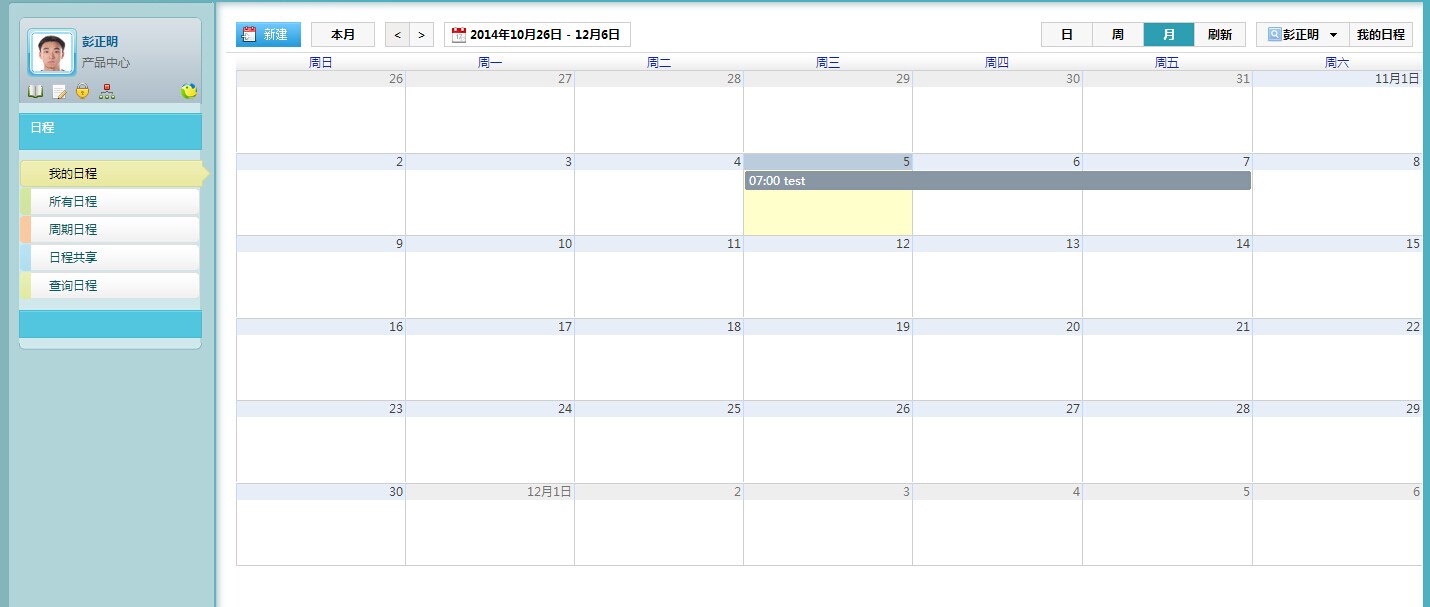 彭正明
产品中心
日程
我的日程
所有日程
周期日程
日程共享
查询日程
新建 本月 < > 2014年10月26日 - 12月6日 日 周 月 刷新 彭正明 我的日程
周日 周一 周二 周三 周四 周五 周六
26 27 28 29 30 31 11月1日
2 3 4 5 6 7 8
07:00 test
9 10 11 12 13 14 15
16 17 18 19 20 21 22
23 24 25 26 27 28 29
30 12月1日 2 3 4 5 6